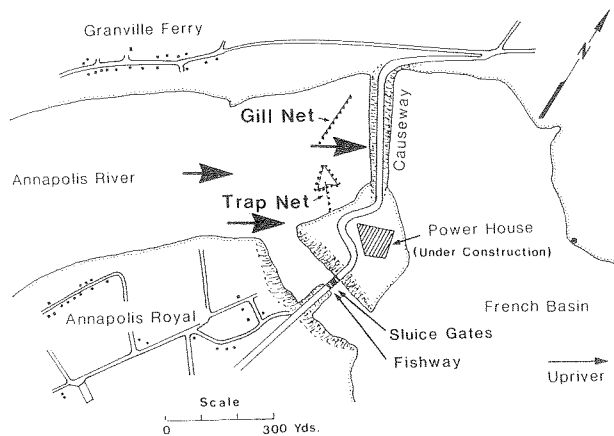 Granville Ferry
N
Gill Net
Causeway
Annapolis River
Trap Net
Power House
(Under Construction)
Annapolis Royal
French Basin
Sluice Gates
Fishway
Upriver
Scale
0 300 Yds.